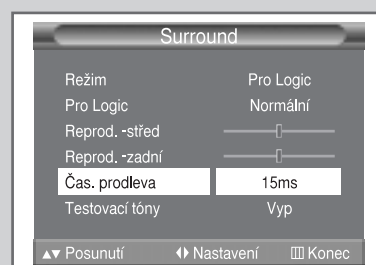 Surround
Režim Pro Logic
Pro Logic Normální
Reprod. -střed
Reprod. -zadní
Čas. prodleva 15ms
Testovací tóny Vyp
▲▼ Posunutí ◄► Nastavení Konec